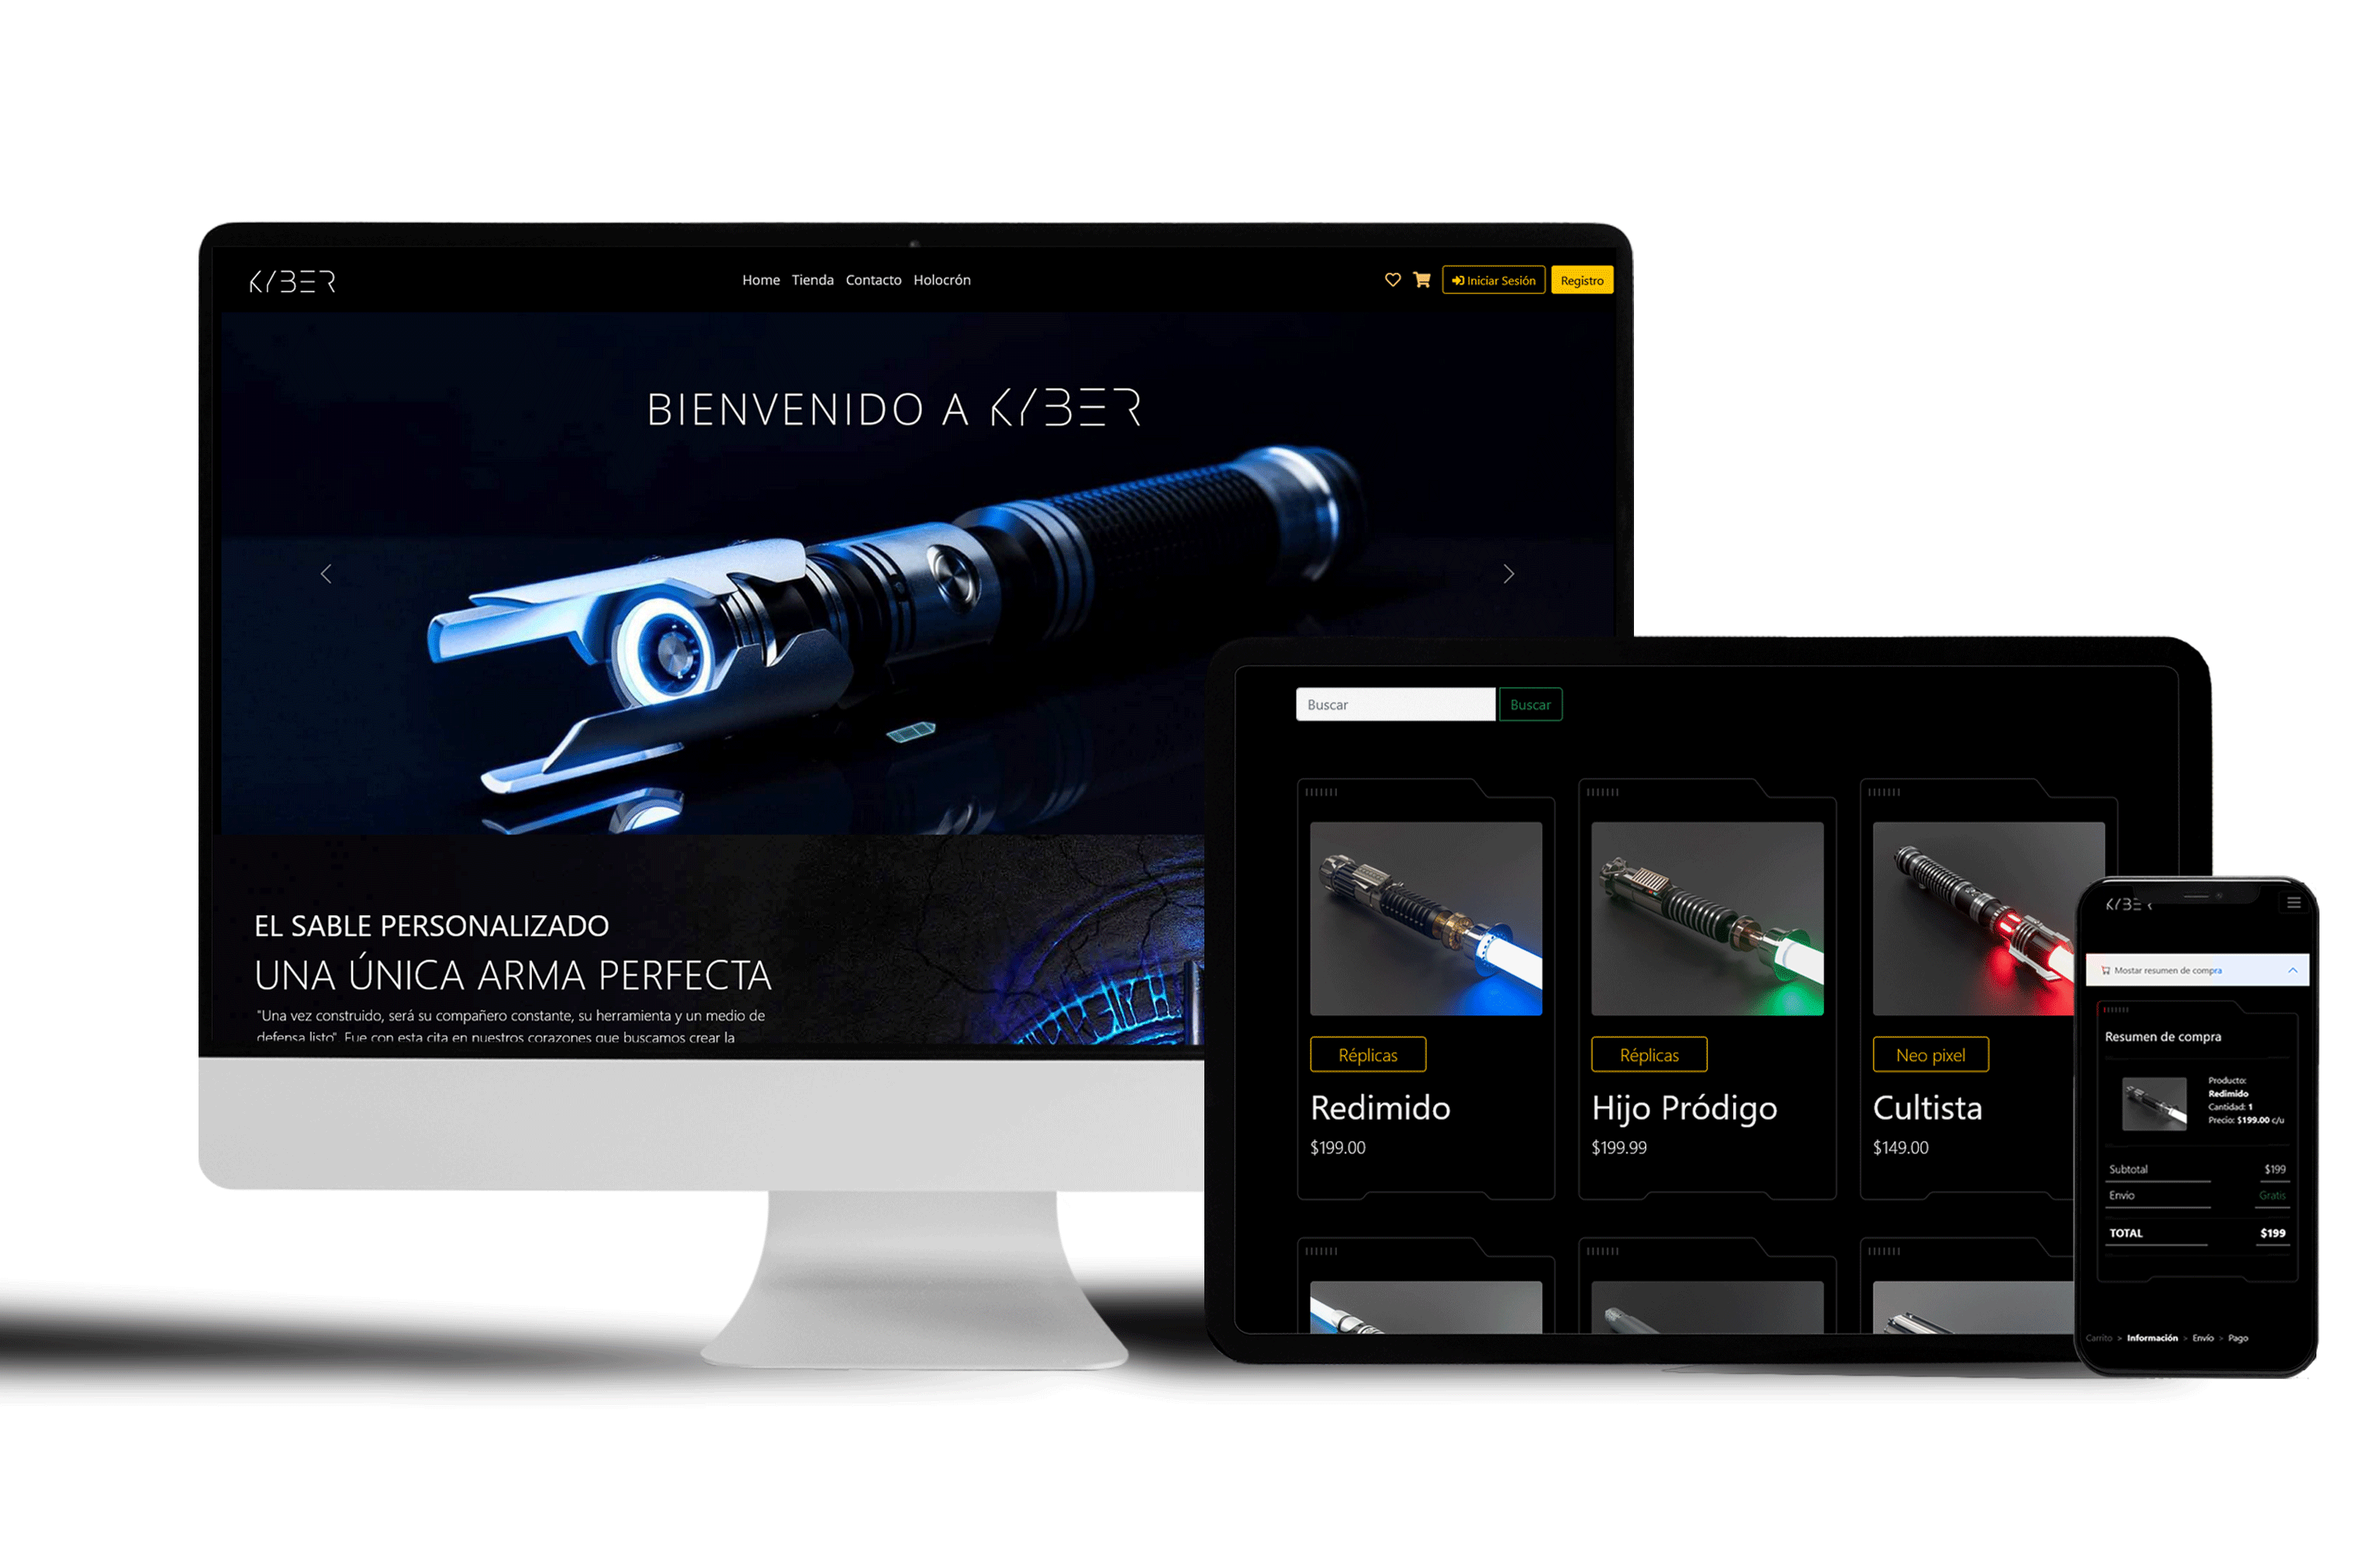 KYBER
Home Tienda Contacto Holocrón
Iniciar Sesión Registro
BIENVENIDO A KYBER
EL SABLE PERSONALIZADO
UNA ÚNICA ARMA PERFECTA
"Una vez construido, será su compañero constante, su herramienta y un medio de
defensa listo". Fue con esta cita en nuestros corazones que buscamos crear la
Buscar Buscar
Réplicas
Redimido
$199.00
Réplicas
Hijo Pródigo
$199.99
Neo pixel
Cultista
$149.00
KYBE
Mostar resumen de compra
Resumen de compra
Producto:
Redimido
Cantidad: 1
Precio: $199.00 c/u
Subtotal $199
Envio Gratis
TOTAL $199
Carrito > Información > Envío > Pago